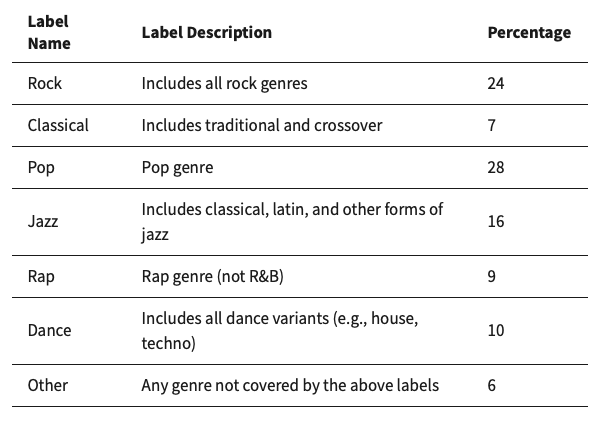 Label Name Label Description Percentage
Rock Includes all rock genres 24
Classical Includes traditional and crossover 7
Pop Pop genre 28
Jazz Includes classical, latin, and other forms of jazz 16
Rap Rap genre (not R&B) 9
Dance Includes all dance variants (e.g., house, techno) 10
Other Any genre not covered by the above labels 6